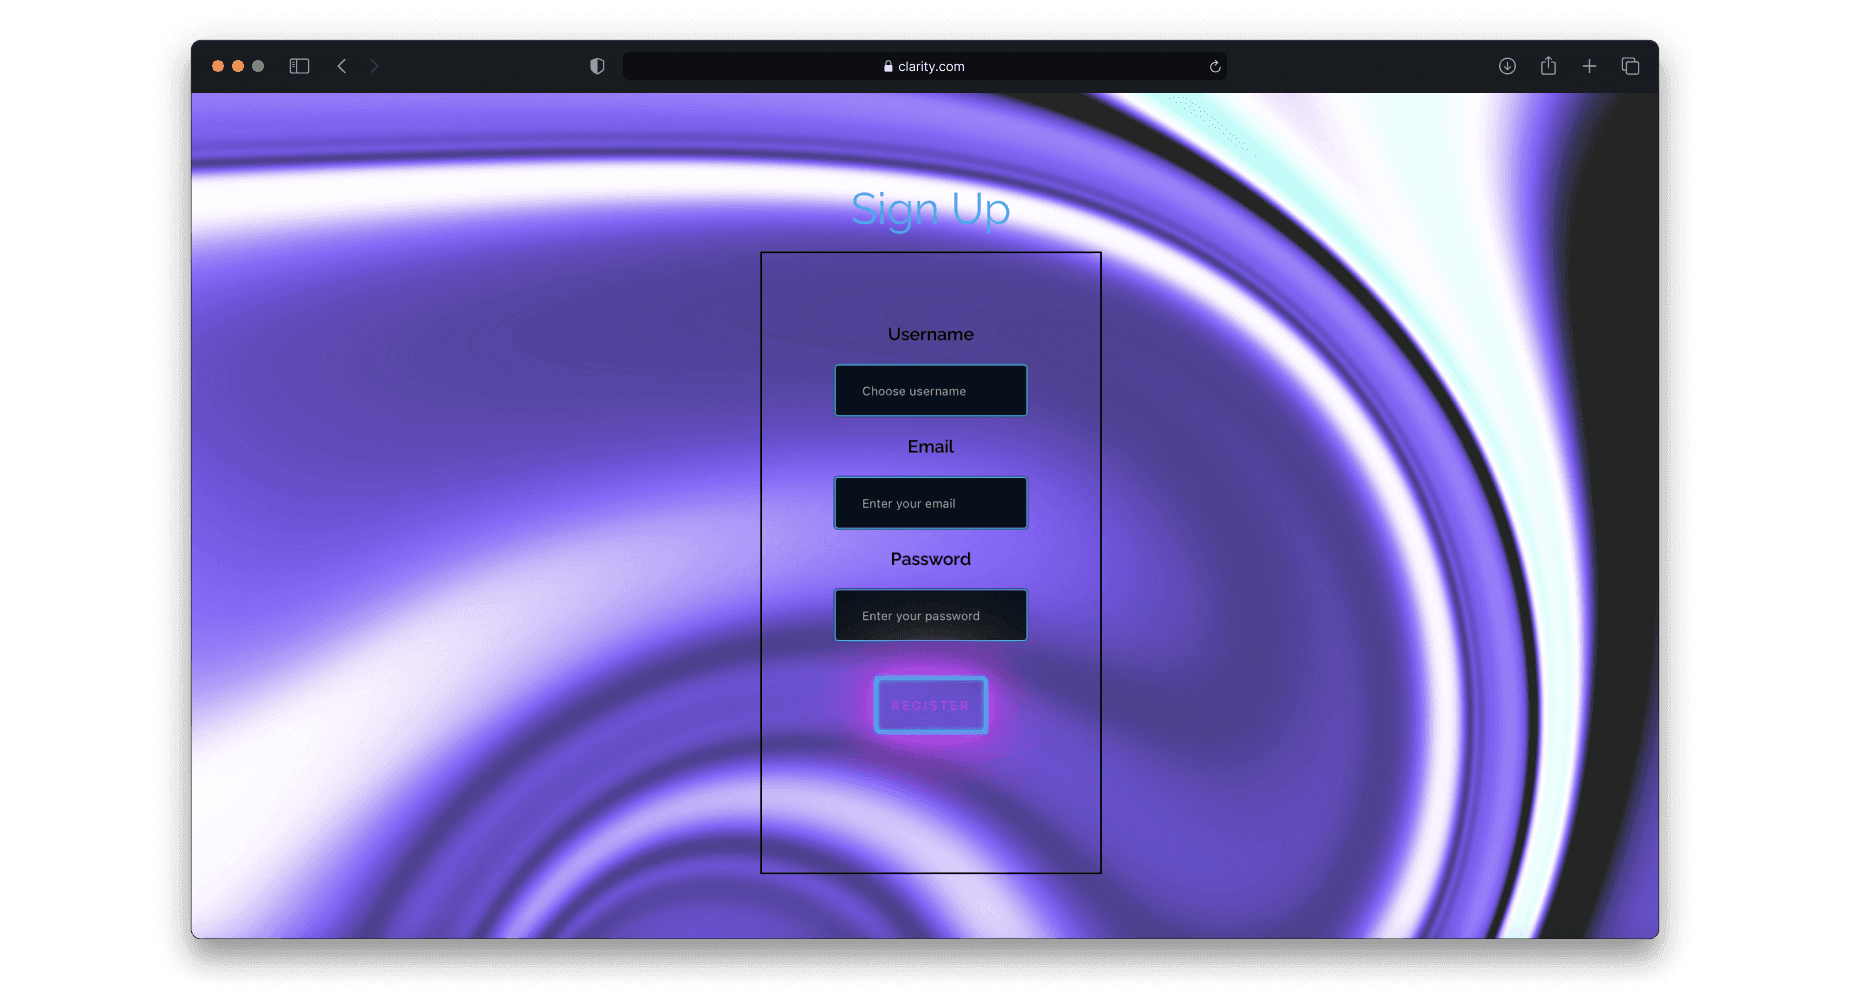 clarity.com
Sign Up
Username
Choose username
Email
Enter your email
Password
Enter your password
REGISTER